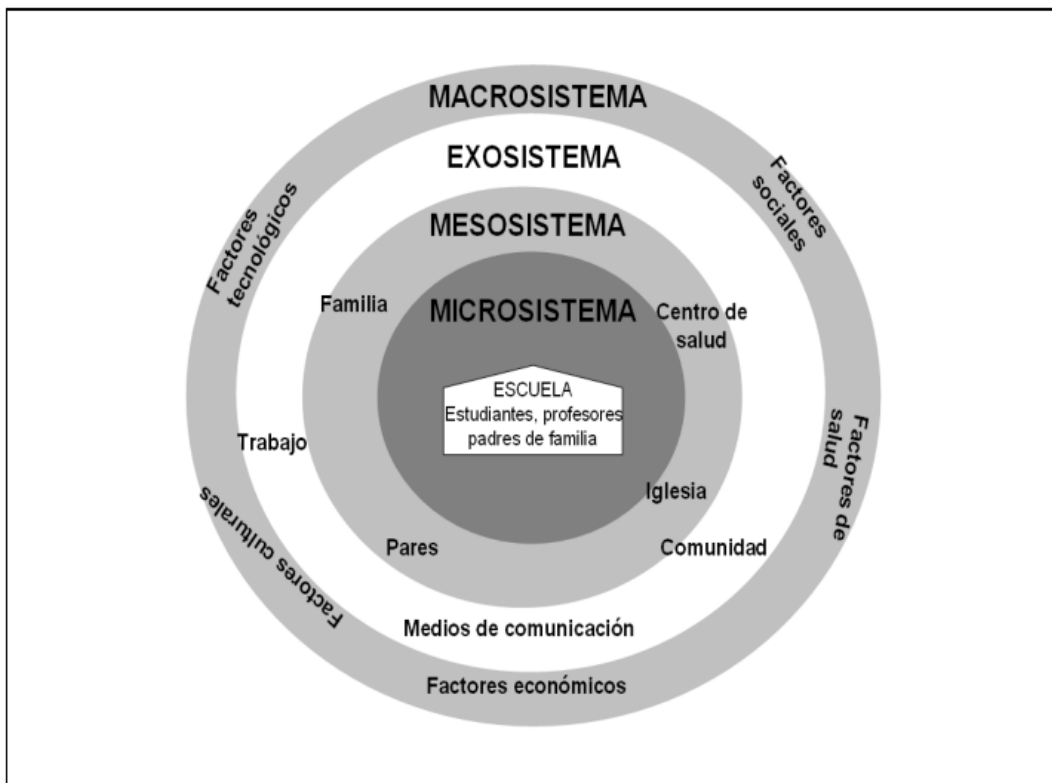 MACROSISTEMA
EXOSISTEMA
Factores
sociales
Factores
tecnológicos
MESOSISTEMA
Familia
MICROSISTEMA
Centro de
salud
ESCUELA
Estudiantes, profesores
padres de familia
Factores de
salud
Trabajo
Iglesia
Factores culturales
Pares
Comunidad
Medios de comunicación
Factores económicos